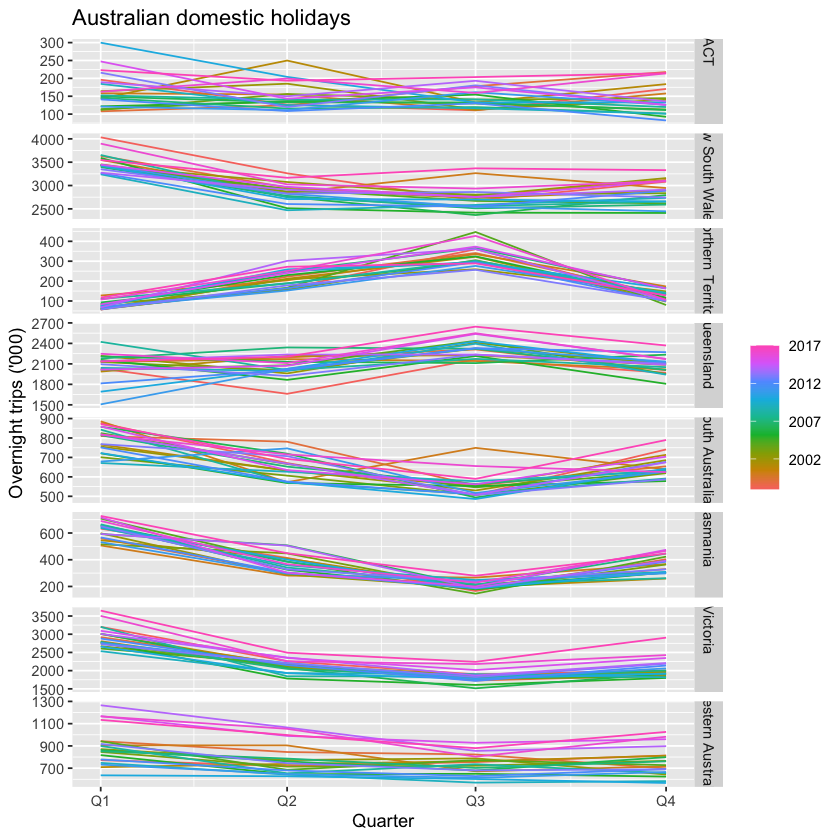 Australian domestic holidays
Overnight trips ('000)
300
250
200
150
100
ACT
4000
3500
3000
2500
w South Wale
400
300
200
100
orthern Territo
2700
2400
2100
1800
1500
ueensland
900
800
700
600
500
outh Australia
600
400
200
asmania
3500
3000
2500
2000
1500
Victoria
1300
1100
900
700
estern Austra
Q1
Q2
Q3
Q4
Quarter
2017
2012
2007
2002